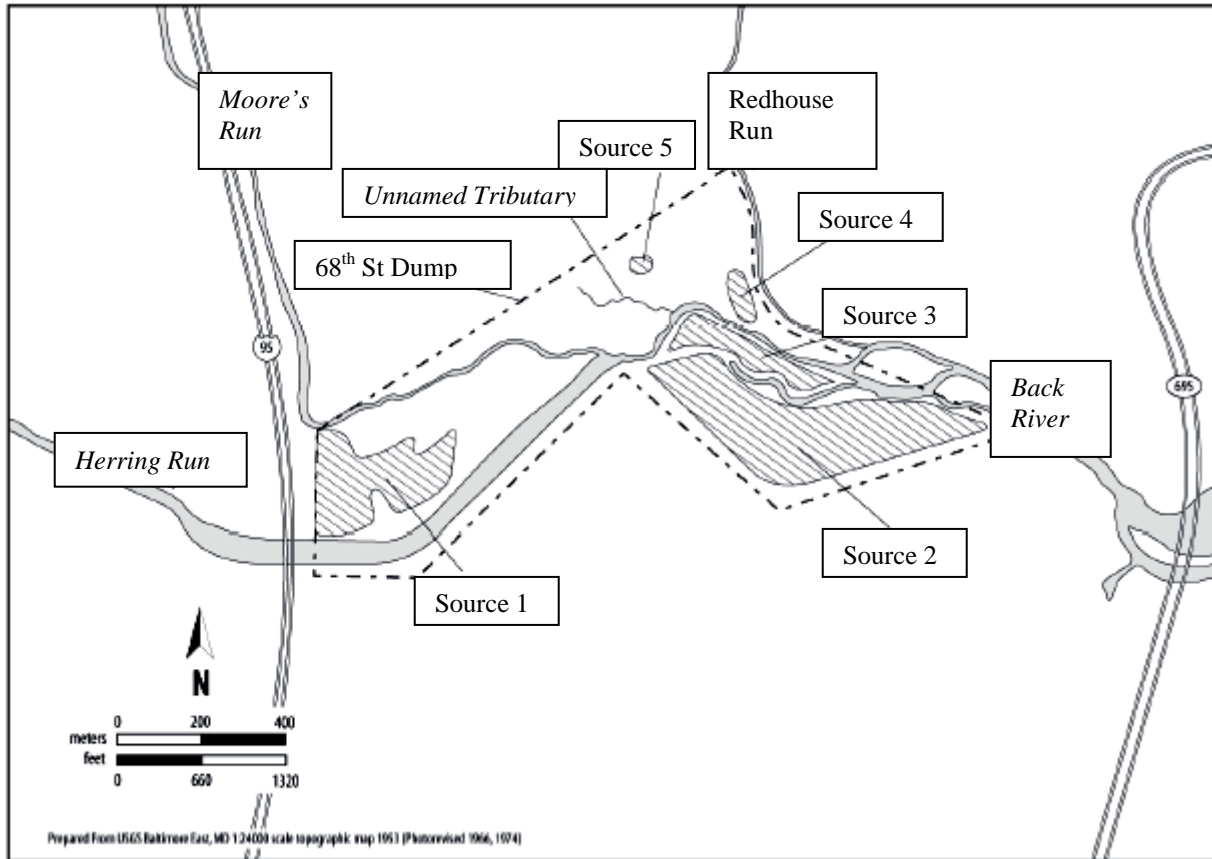 Moore's
Run
Redhouse
Run
Source 5
Unnamed Tributary
Source 4
68th St Dump
Source 3
95
695
Back
River
Herring Run
Source 2
Source 1
N
0 200 400
meters
feet
0 660 1320
Prepared From USGS Baltimore East, MD 1:24000 scale topographic map 1953 (Photorevised 1966, 1974)